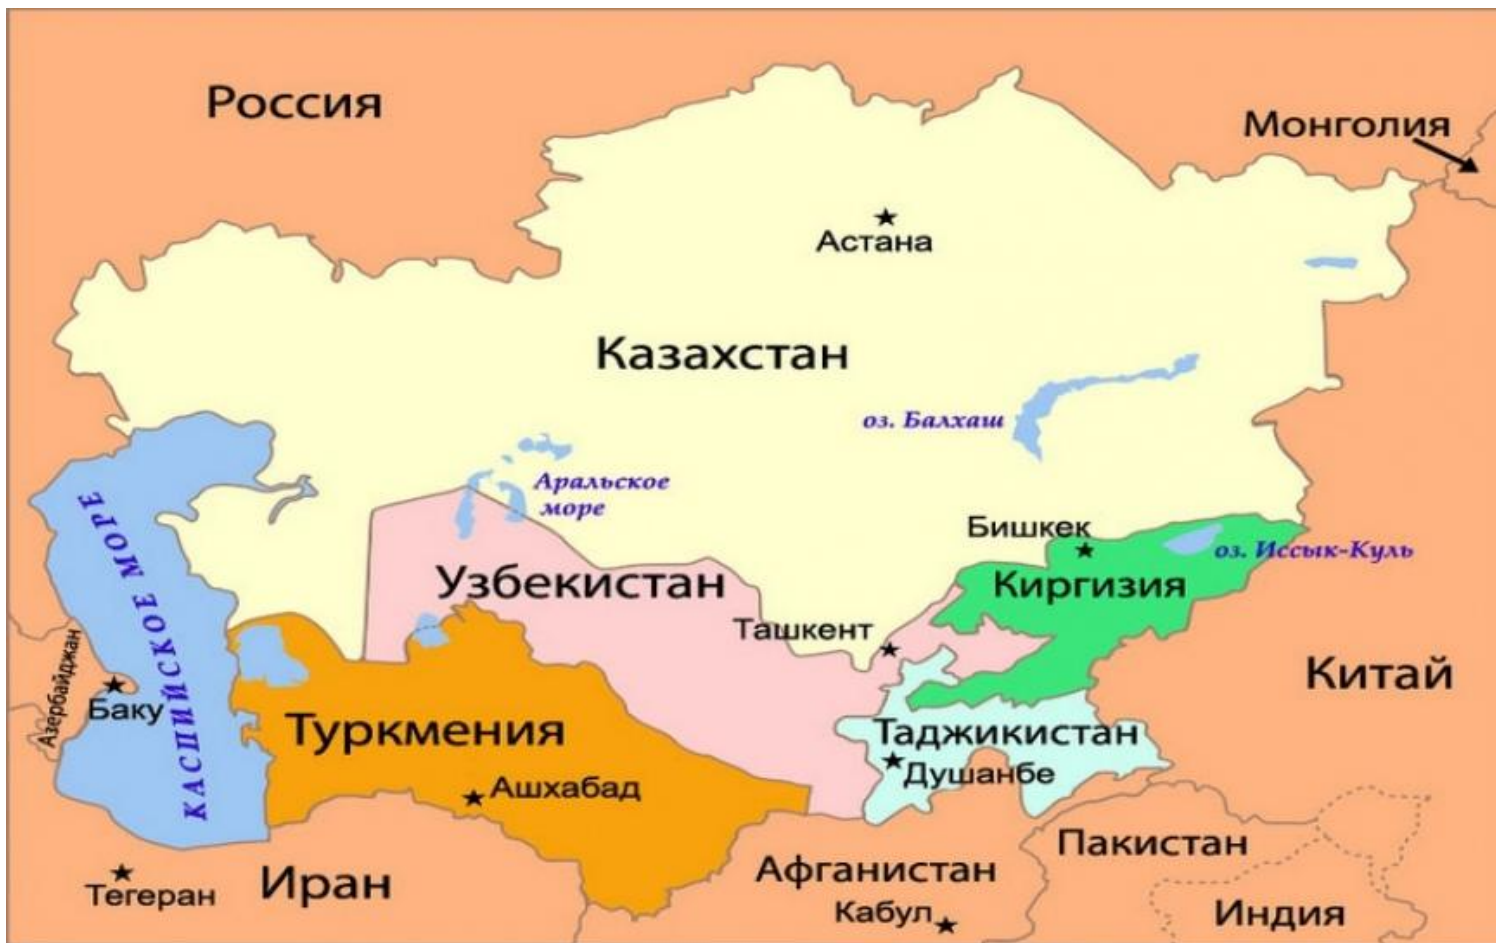 Россия
Монголия
Астана
Казахстан
оз. Балхаш
Аральское
море
КАСПИЙСКОЕ МОРЕ
Бишкек
оз. Иссык-Куль
Узбекистан
Киргизия
Ташкент
Азербайджан
Баку
Китай
Туркмения
Таджикистан
Душанбе
Ашхабад
Пакистан
Афганистан
Иран
Тегеран
Кабул
Индия